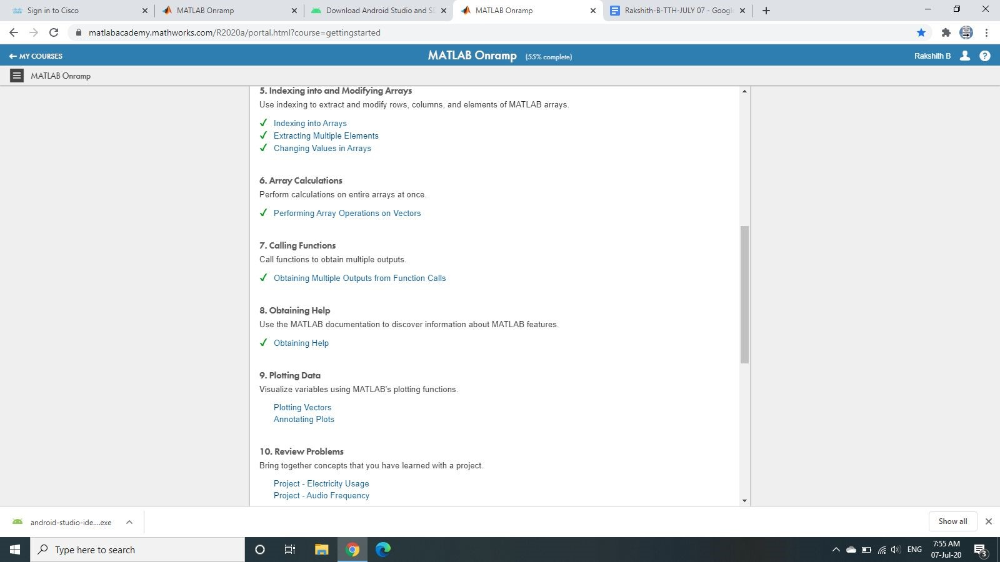 Sign in to Cisco
MATLAB Onramp
Download Android Studio and SD
MATLAB Onramp
Rakshith-B-TTH-JULY 07 - Google
matlabacademy.mathworks.com/R2020a/portal.html?course=gettingstarted
MY COURSES
MATLAB Onramp (55% complete)
Rakshith B
MATLAB Onramp
5. Indexing into and Modifying Arrays
Use indexing to extract and modify rows, columns, and elements of MATLAB arrays.
Indexing into Arrays
Extracting Multiple Elements
Changing Values in Arrays
6. Array Calculations
Perform calculations on entire arrays at once.
Performing Array Operations on Vectors
7. Calling Functions
Call functions to obtain multiple outputs.
Obtaining Multiple Outputs from Function Calls
8. Obtaining Help
Use the MATLAB documentation to discover information about MATLAB features.
Obtaining Help
9. Plotting Data
Visualize variables using MATLAB's plotting functions.
Plotting Vectors
Annotating Plots
10. Review Problems
Bring together concepts that you have learned with a project.
Project - Electricity Usage
Project - Audio Frequency
android-studio-ide....exe
Show all
Type here to search
ENG
7:55 AM
07-Jul-20
3